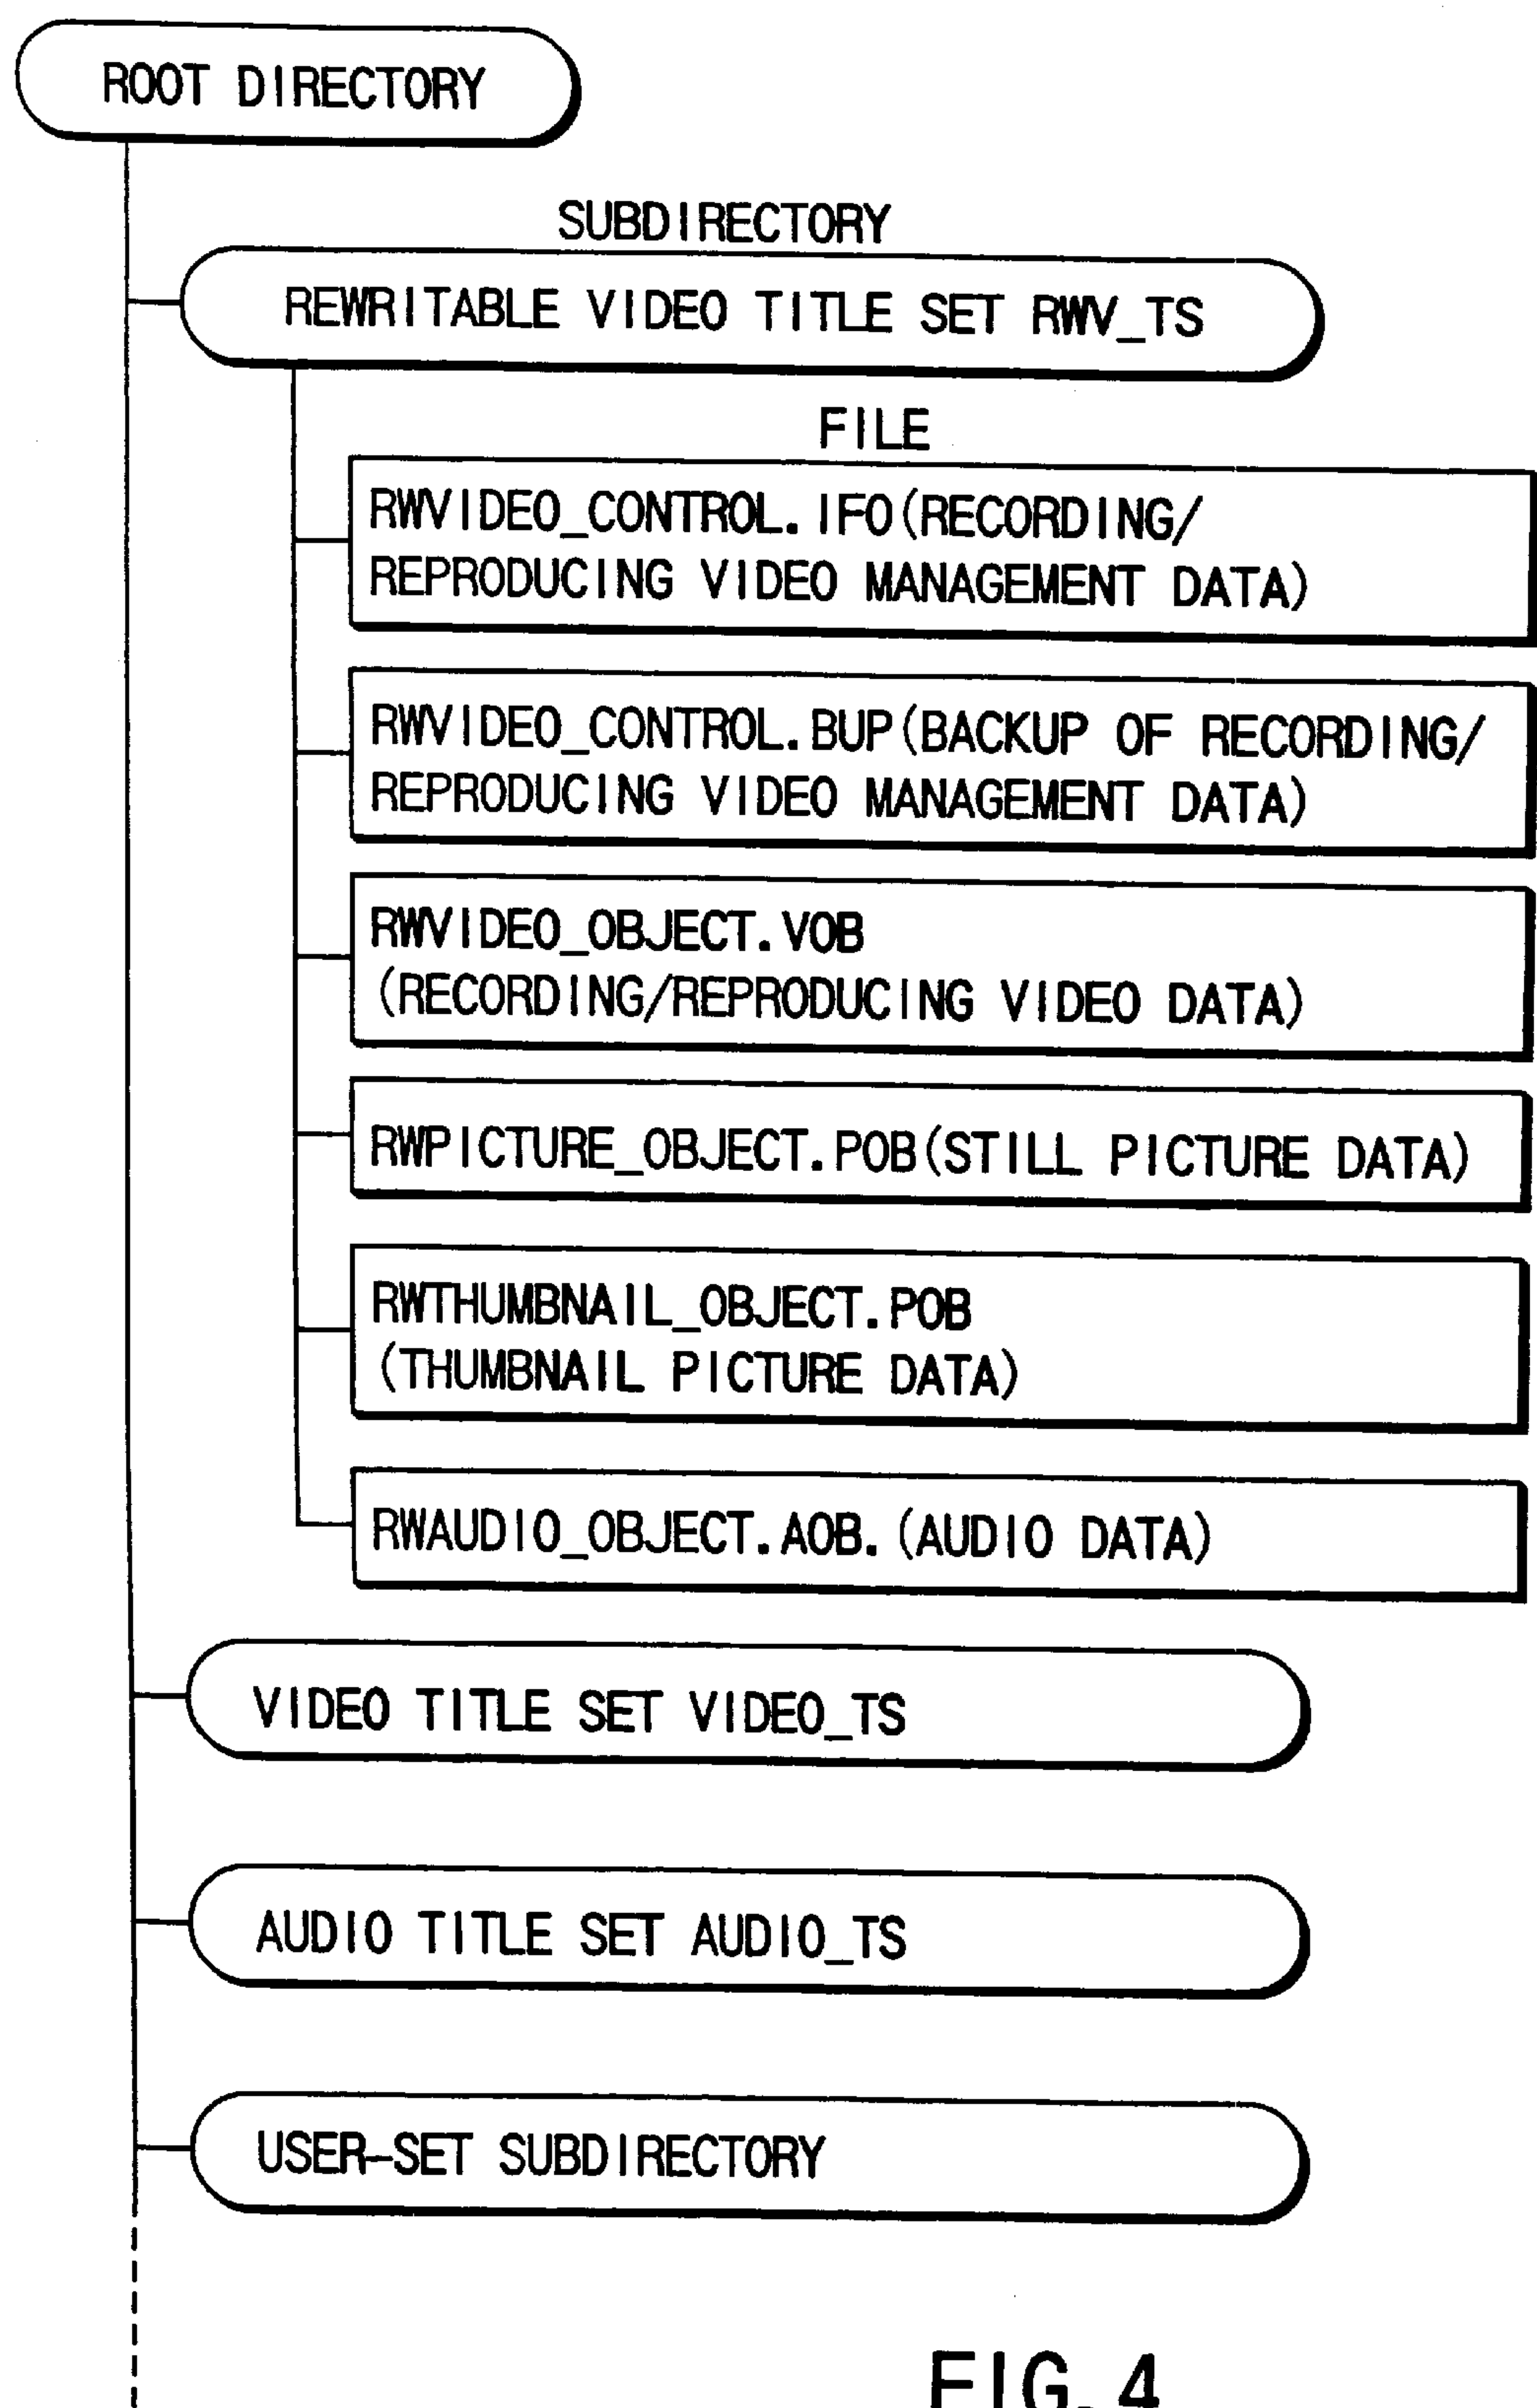 ROOT DIRECTORY
SUBDIRECTORY
REWRITABLE VIDEO TITLE SET RWV_TS
FILE
RWVIDEO_CONTROL.IFO(RECORDING/
REPRODUCING VIDEO MANAGEMENT DATA)
RWVIDEO_CONTROL.BUP(BACKUP OF RECORDING/
REPRODUCING VIDEO MANAGEMENT DATA)
RWVIDEO_OBJECT.VOB
(RECORDING/REPRODUCING VIDEO DATA)
RWPICTURE_OBJECT.POB(STILL PICTURE DATA)
RWTHUMBNAIL_OBJECT.POB
(THUMBNAIL PICTURE DATA)
RWAUDIO_OBJECT.AOB.(AUDIO DATA)
VIDEO TITLE SET VIDEO_TS
AUDIO TITLE SET AUDIO_TS
USER-SET SUBDIRECTORY
FIG.4